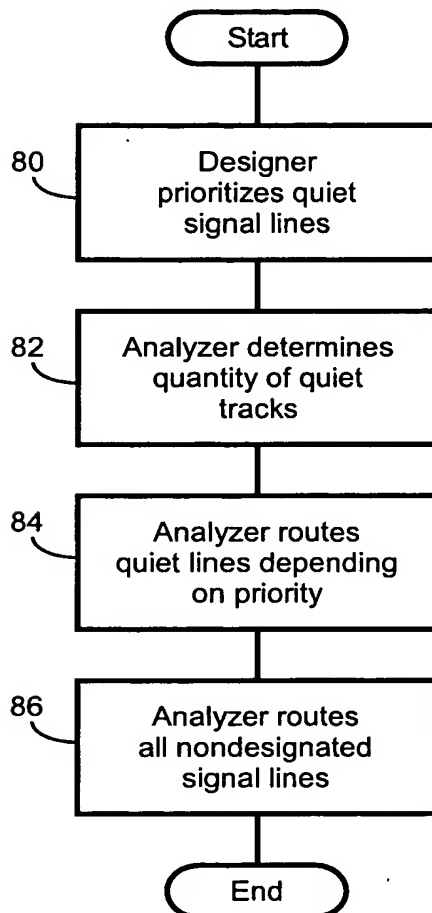 Start
80
Designer
prioritizes quiet
signal lines
82
Analyzer determines
quantity of quiet
tracks
84
Analyzer routes
quiet lines depending
on priority
86
Analyzer routes
all nondesignated
signal lines
End